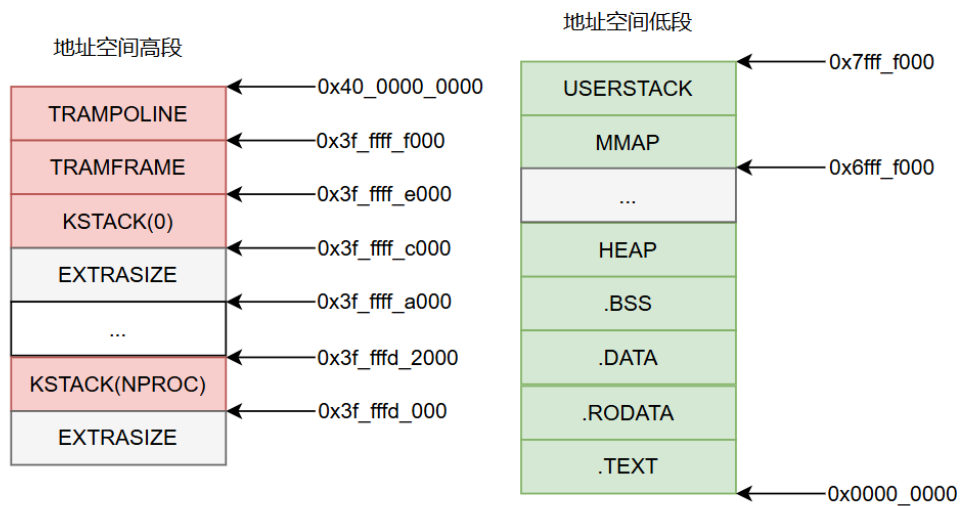 地址空间高段
0x40_0000_0000
TRAMPOLINE
0x3f_ffff_f000
TRAMFRAME
0x3f_ffff_e000
KSTACK(0)
0x3f_ffff_c000
EXTRASIZE
0x3f_ffff_a000
...
0x3f_fffd_2000
KSTACK(NPROC)
0x3f_fffd_000
EXTRASIZE
地址空间低段
0x7fff_f000
USERSTACK
MMAP
0x6fff_f000
...
HEAP
.BSS
.DATA
.RODATA
.TEXT
0x0000_0000